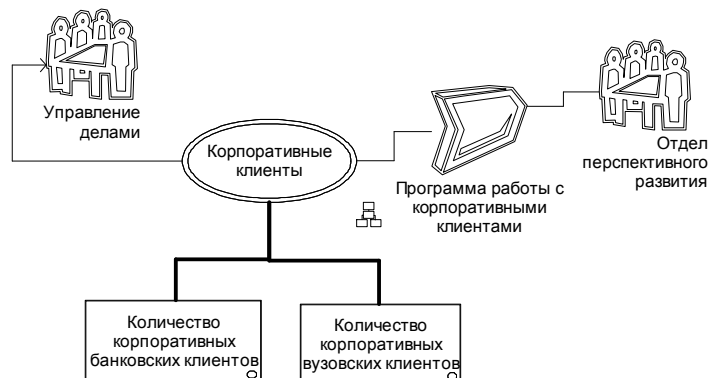 Управление
делами
Корпоративные
клиенты
Программа работы с
корпоративными
клиентами
Отдел
перспективного
развития
Количество
корпоративных
банковских клиентов
Количество
корпоративных
вузовских клиентов